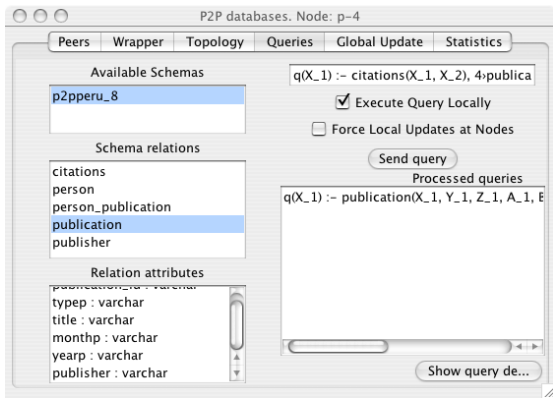 P2P databases. Node: p-4
Peers Wrapper Topology Queries Global Update Statistics
Available Schemas
p2pperu_8
Schema relations
citations
person
person_publication
publication
publisher
Relation attributes
publication_id : varchar
typep : varchar
title : varchar
monthp : varchar
yearp : varchar
publisher : varchar
q(X_1) :- citations(X_1, X_2), 4›publica
Execute Query Locally
Force Local Updates at Nodes
Send query
Processed queries
q(X_1) :- publication(X_1, Y_1, Z_1, A_1, B
Show query de...